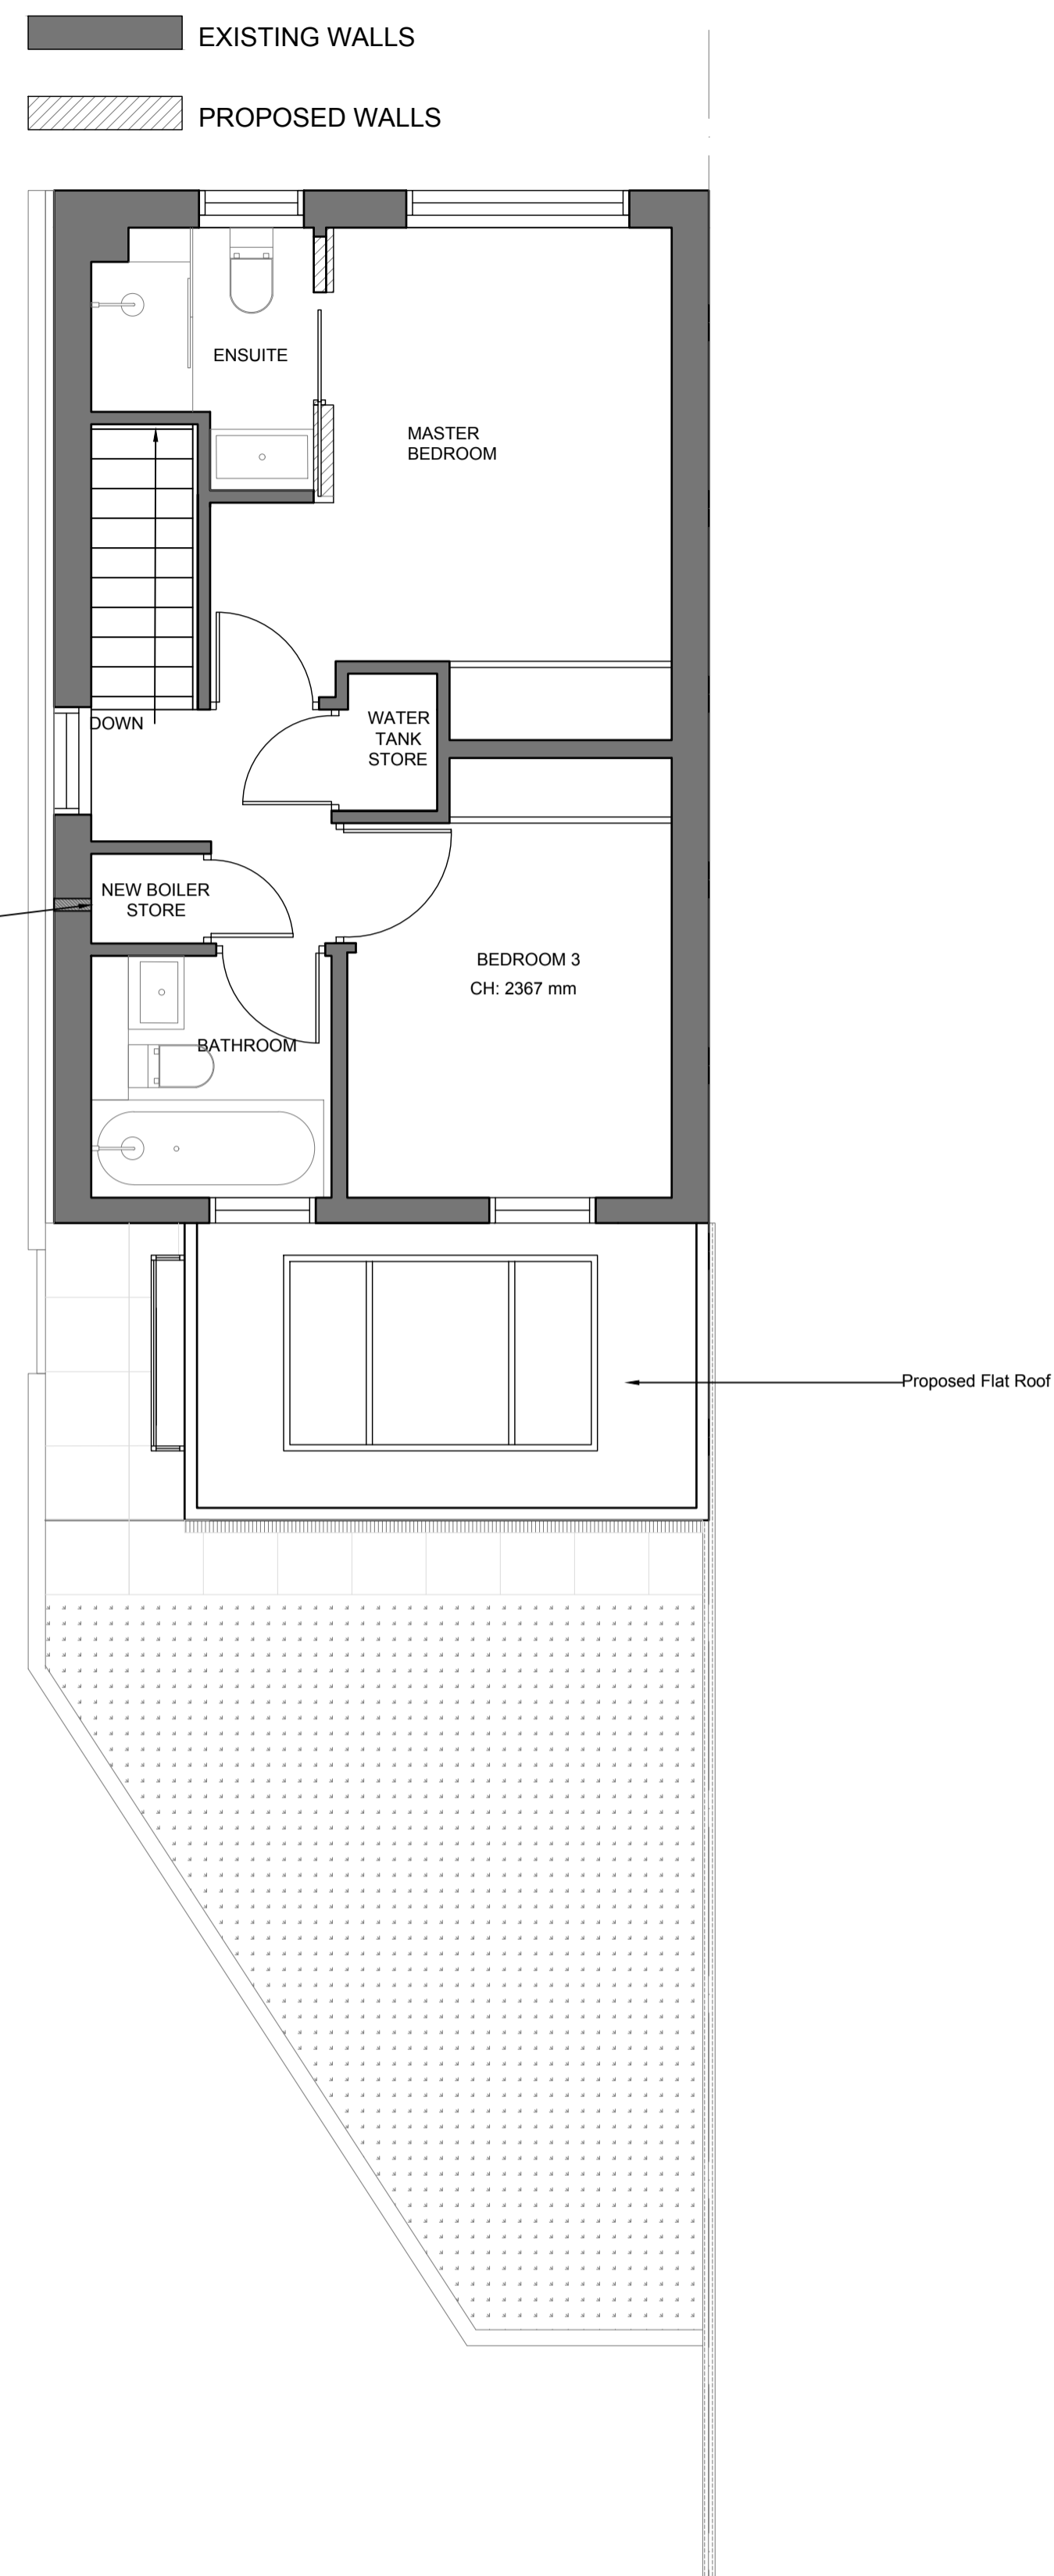 EXISTING WALLS
PROPOSED WALLS
ENSUITE
MASTER
BEDROOM
DOWN
WATER
TANK
STORE
NEW BOILER
STORE
BEDROOM 3
CH: 2367 mm
BATHROOM
Proposed Flat Roof